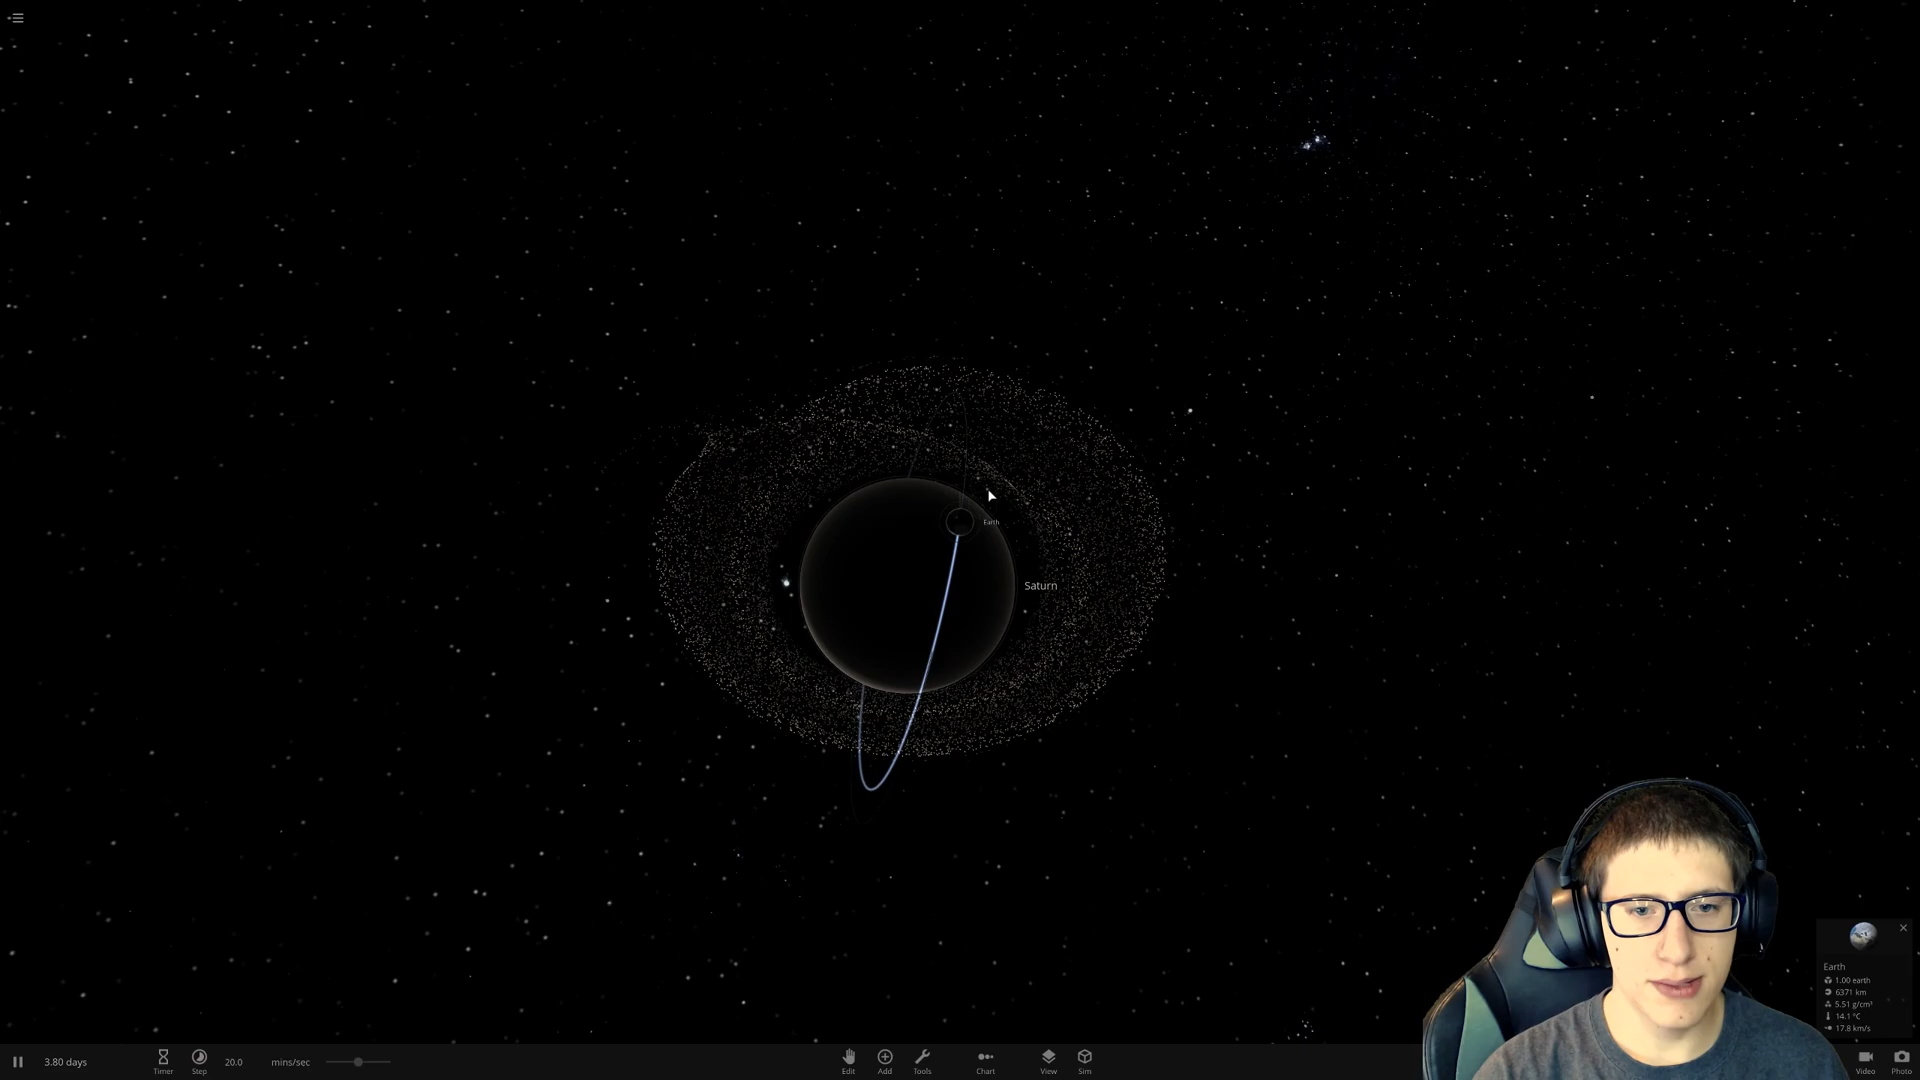 Earth
Saturn
Earth
1.00 earth
6371 km
5.51 g/cm³
14.1 °C
17.8 km/s
3.80 days
Timer
Step
20.0
mins/sec
Edit
Add
Tools
Chart
View
Sim
Video
Photo